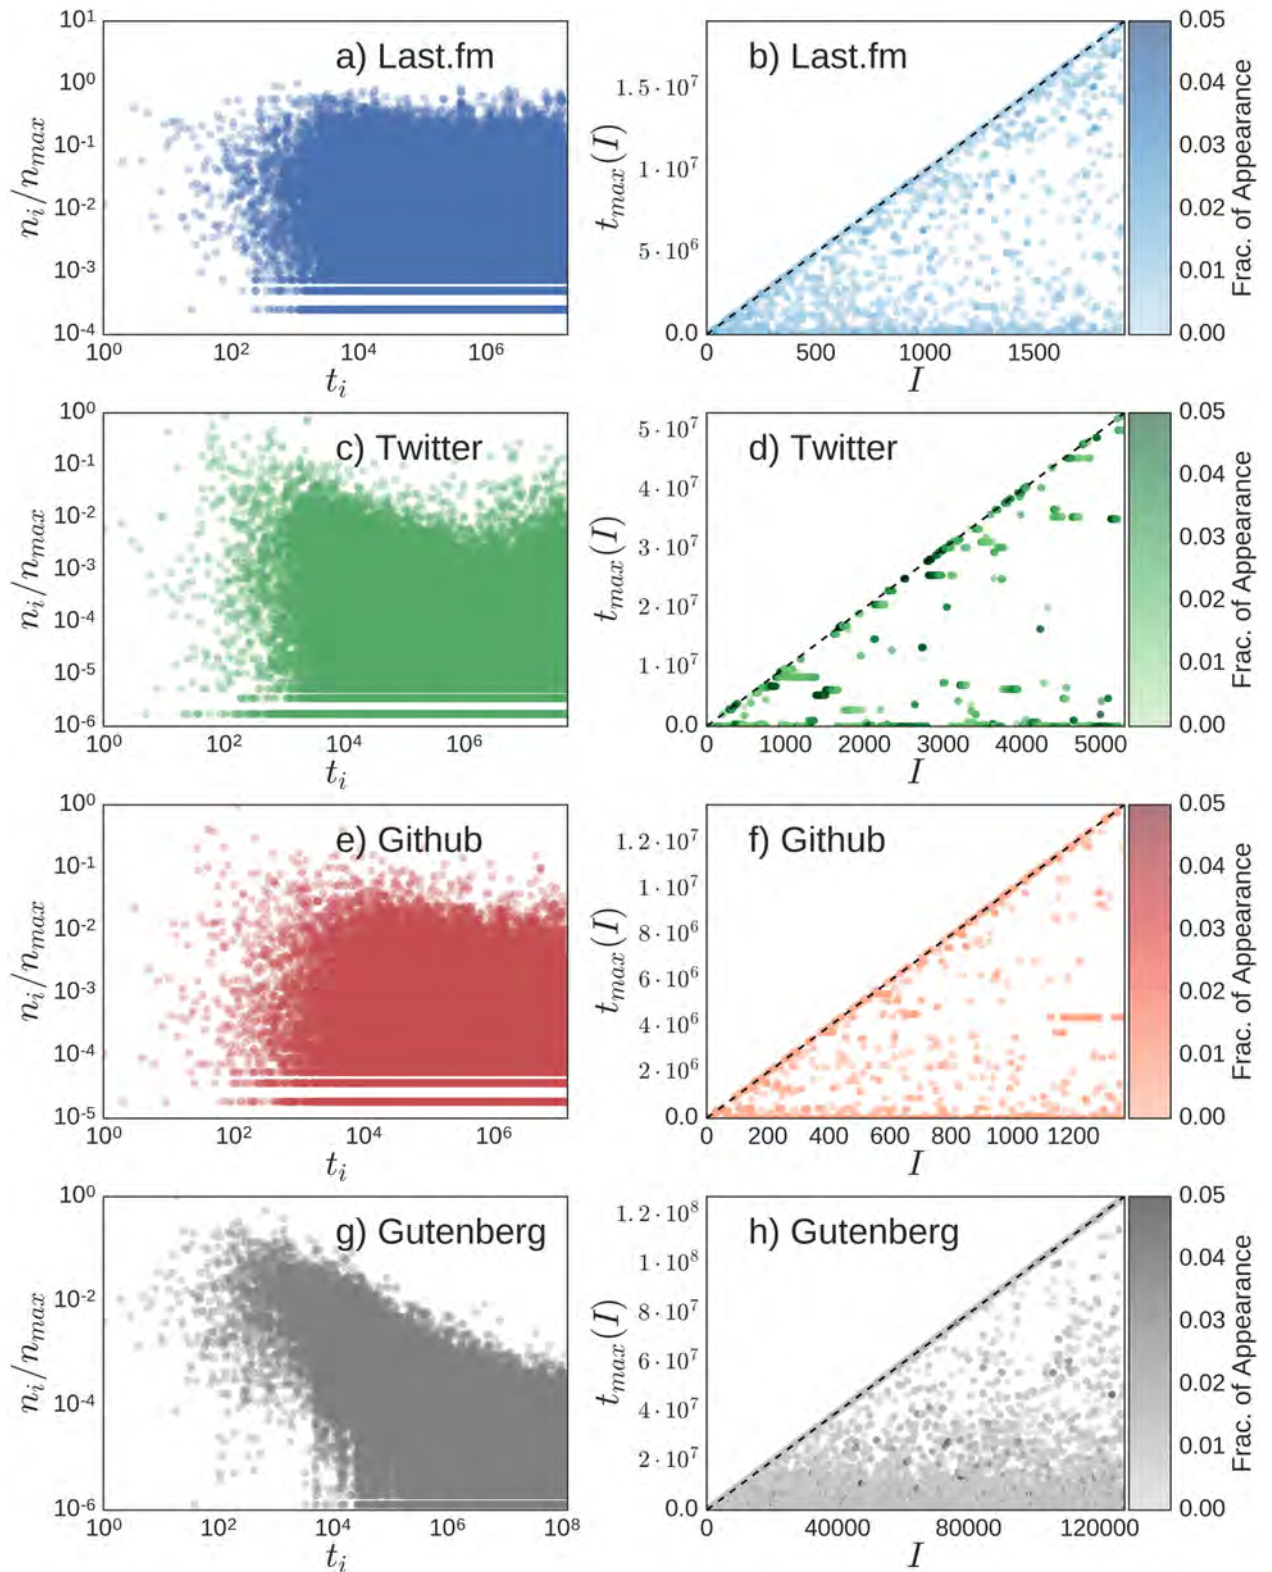 a) Last.fm
10¹
10⁰
10⁻¹
10⁻²
10⁻³
10⁻⁴
n_i/n_max
10⁰ 10² 10⁴ 10⁶
t_i
b) Last.fm
1.5·10⁷
1·10⁷
5·10⁶
0.0
t_max(I)
0 500 1000 1500
I
0.05
0.04
0.03
0.02
0.01
0.00
Frac. of Appearance
c) Twitter
10⁰
10⁻¹
10⁻²
10⁻³
10⁻⁴
10⁻⁵
10⁻⁶
n_i/n_max
10⁰ 10² 10⁴ 10⁶
t_i
d) Twitter
5·10⁷
4·10⁷
3·10⁷
2·10⁷
1·10⁷
0.0
t_max(I)
0 1000 2000 3000 4000 5000
I
0.05
0.04
0.03
0.02
0.01
0.00
Frac. of Appearance
e) Github
10⁰
10⁻¹
10⁻²
10⁻³
10⁻⁴
10⁻⁵
n_i/n_max
10⁰ 10² 10⁴ 10⁶
t_i
f) Github
1.2·10⁷
1·10⁷
8·10⁶
6·10⁶
4·10⁶
2·10⁶
0.0
t_max(I)
0 200 400 600 800 1000 1200
I
0.05
0.04
0.03
0.02
0.01
0.00
Frac. of Appearance
g) Gutenberg
10⁰
10⁻²
10⁻⁴
10⁻⁶
n_i/n_max
10⁰ 10² 10⁴ 10⁶ 10⁸
t_i
h) Gutenberg
1.2·10⁸
1·10⁸
8·10⁷
6·10⁷
4·10⁷
2·10⁷
0.0
t_max(I)
0 40000 80000 120000
I
0.05
0.04
0.03
0.02
0.01
0.00
Frac. of Appearance